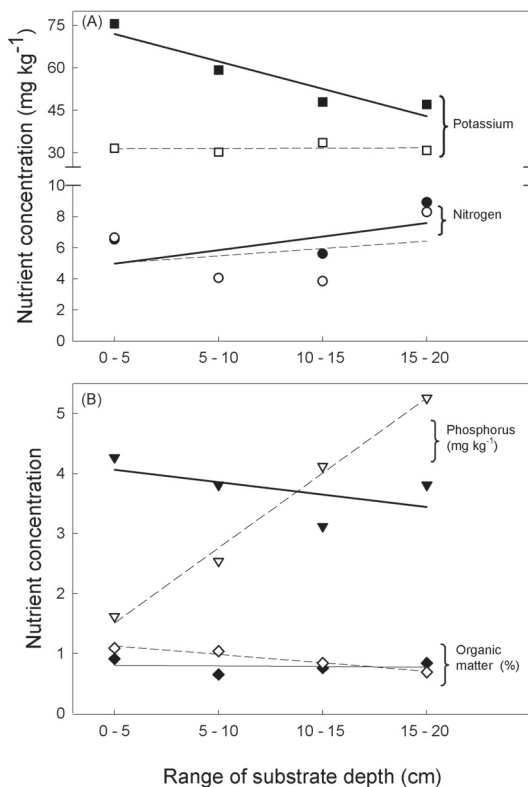 (A)
Nutrient concentration (mg kg⁻¹)
75
60
45
30
10
8
6
4
2
0
Potassium
Nitrogen
0 - 5 5 - 10 10 - 15 15 - 20
(B)
Nutrient concentration
5
4
3
2
1
0
Phosphorus
(mg kg⁻¹)
Organic
matter (%)
0 - 5 5 - 10 10 - 15 15 - 20
Range of substrate depth (cm)